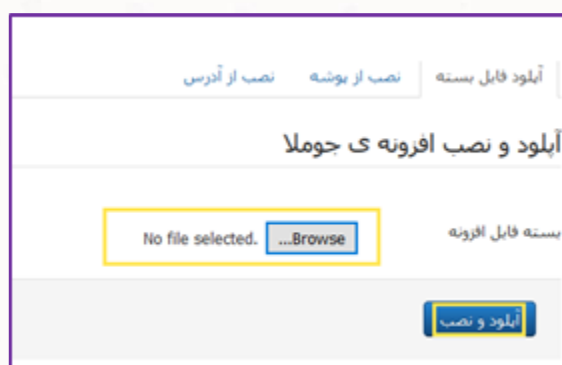 آپلود فایل بسته نصب از پوشه نصب از آدرس
آپلود و نصب افزونه ی جوملا
بسته فایل افزونه Browse... No file selected.
آپلود و نصب